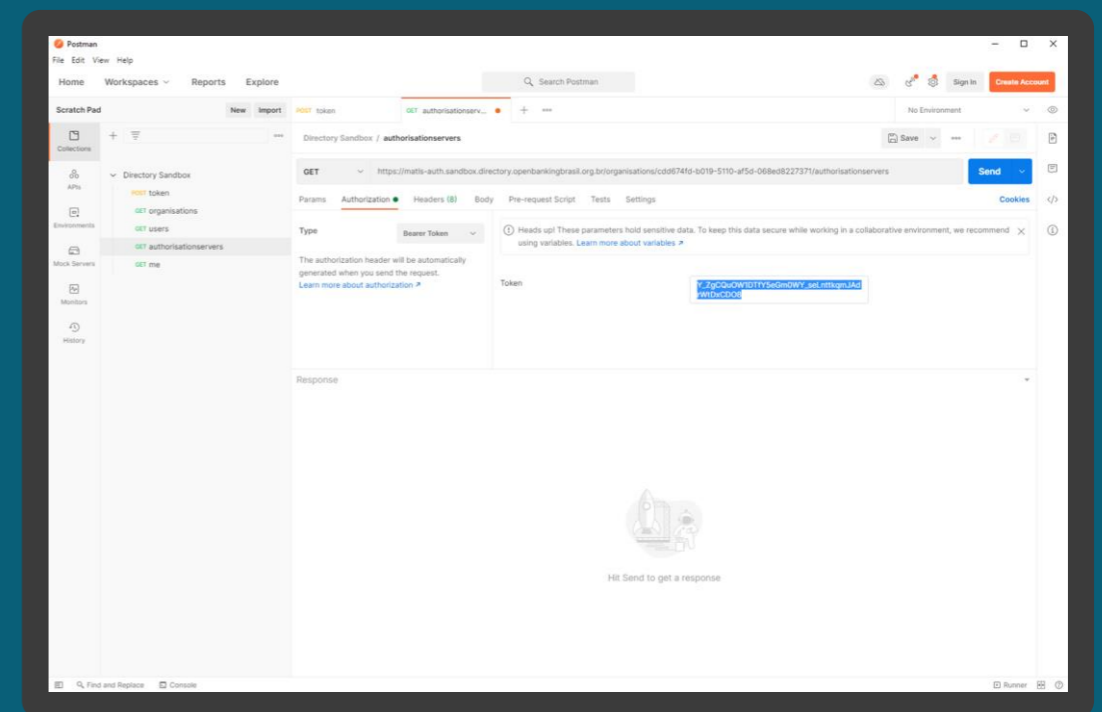 Postman
File Edit View Help
Home Workspaces Reports Explore
Search Postman
Sign In
Create Account
Scratch Pad
New
Import
POST token
GET authorisationserv...
No Environment
Collections
APIs
Environments
Mock Servers
Monitors
History
Directory Sandbox
POST token
GET organisations
GET users
GET authorisationservers
GET me
Directory Sandbox / authorisationservers
Save
GET
https://matls-auth.sandbox.directory.openbankingbrasil.org.br/organisations/cdd674fd-b019-5110-af5d-068ed8227371/authorisationservers
Send
Params Authorization Headers (8) Body Pre-request Script Tests Settings
Cookies
Type
Bearer Token
The authorization header will be automatically
generated when you send the request.
Learn more about authorization
Heads up! These parameters hold sensitive data. To keep this data secure while working in a collaborative environment, we recommend
using variables. Learn more about variables
Token
Response
Hit Send to get a response
Find and Replace
Console
Runner